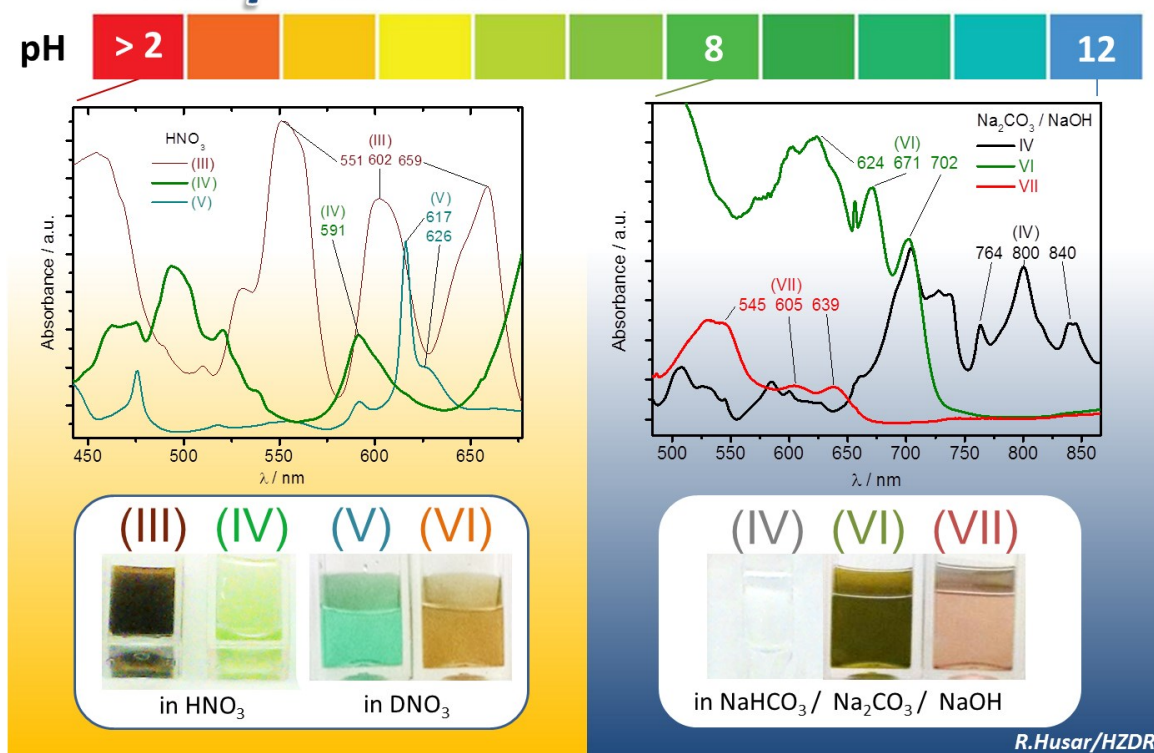 pH > 2 8 12
HNO₃
(III)
(IV)
(V)
(III)
551 602 659
(IV)
591
(V)
617
626
Absorbance / a.u.
450 500 550 600 650
λ / nm
Na₂CO₃ / NaOH
IV
VI
VII
(VI)
624 671 702
(IV)
764 800 840
(VII)
545 605 639
Absorbance / a.u.
500 550 600 650 700 750 800 850
λ / nm
(III) (IV) (V) (VI)
in HNO₃ in DNO₃
(IV) (VI) (VII)
in NaHCO₃ / Na₂CO₃ / NaOH
R.Husar/HZDR